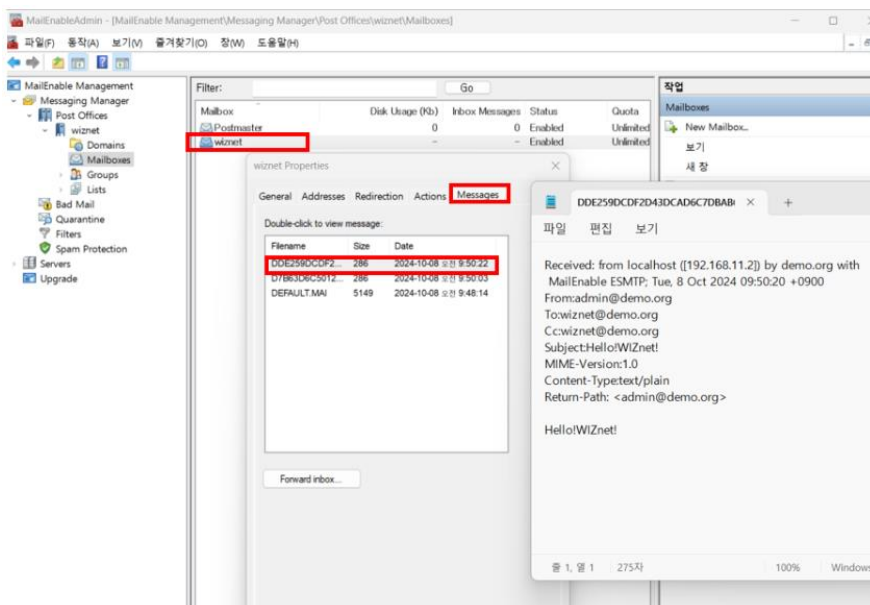 MailEnableAdmin - [MailEnable Management\Messaging Manager\Post Offices\wiznet\Mailboxes]
파일(F) 동작(A) 보기(V) 즐겨찾기(O) 창(W) 도움말(H)
MailEnable Management
Messaging Manager
Post Offices
wiznet
Domains
Mailboxes
Groups
Lists
Bad Mail
Quarantine
Filters
Spam Protection
Servers
Upgrade
Filter:
Go
Mailbox Disk Usage (Kb) Inbox Messages Status Quota
Postmaster 0 0 Enabled Unlimited
wiznet - - Enabled Unlimited
작업
Mailboxes
New Mailbox...
보기
새 창
wiznet Properties
General Addresses Redirection Actions Messages
Double-click to view message:
Filename Size Date
DDE259DCDF2... 286 2024-10-08 오전 9:50:22
D7B63D6C5012... 286 2024-10-08 오전 9:50:03
DEFAULT.MAI 5149 2024-10-08 오전 9:48:14
Forward inbox...
DDE259DCDF2D43DCAD6C7DBAB
파일 편집 보기
Received: from localhost ([192.168.11.2]) by demo.org with
MailEnable ESMTP; Tue, 8 Oct 2024 09:50:20 +0900
From:admin@demo.org
To:wiznet@demo.org
Cc:wiznet@demo.org
Subject:Hello!WIZnet!
MIME-Version:1.0
Content-Type:text/plain
Return-Path: <admin@demo.org>
Hello!WIZnet!
줄 1, 열 1 275자 100% Windows